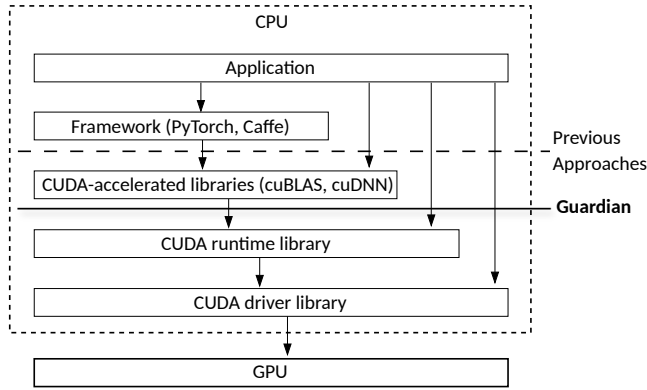 CPU
Application
Framework (PyTorch, Caffe)
Previous
Approaches
CUDA-accelerated libraries (cuBLAS, cuDNN)
Guardian
CUDA runtime library
CUDA driver library
GPU